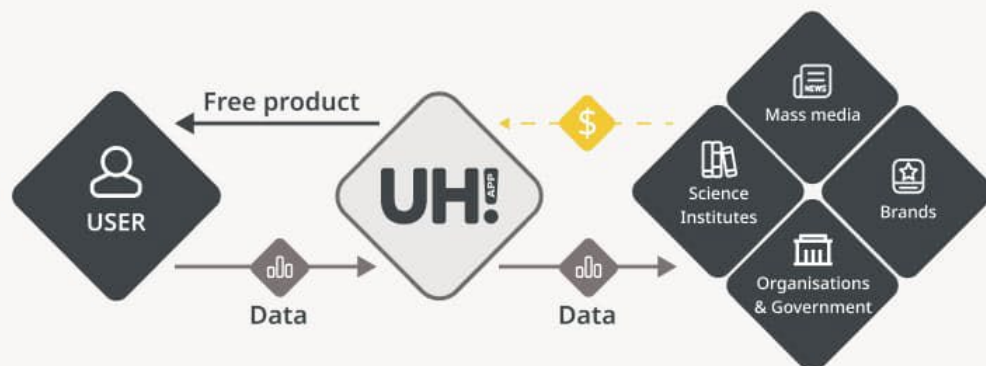 Free product
USER
Data
UH!
APP
$
Data
NEWS
Mass media
Science
Institutes
Brands
Organisations
& Government